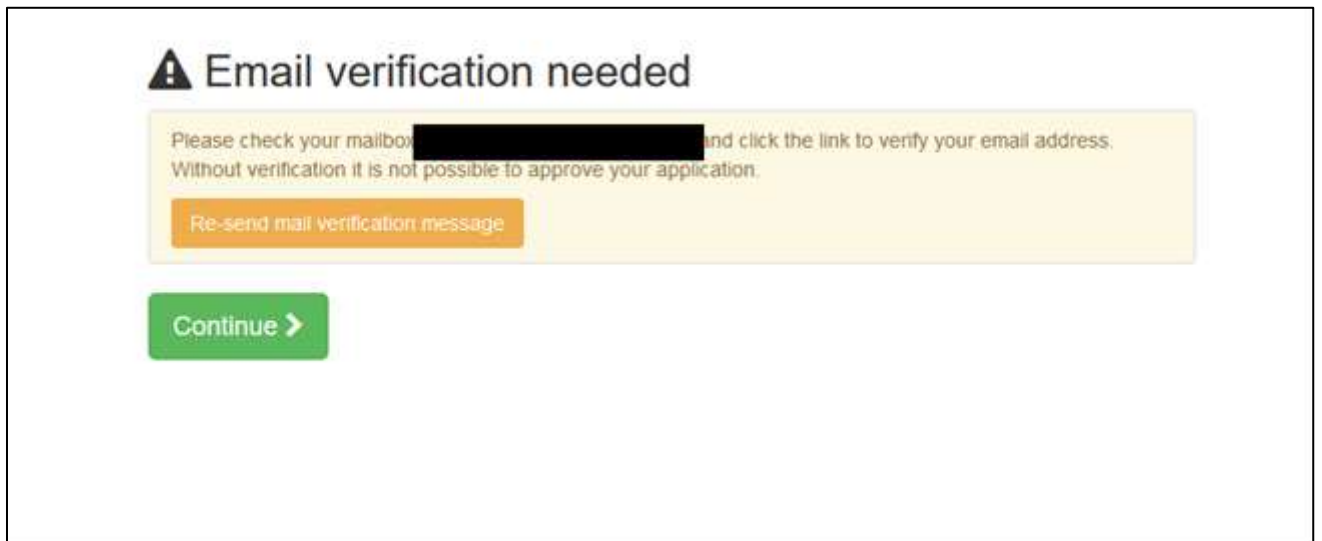 Email verification needed
Please check your mailbox and click the link to verify your email address.
Without verification it is not possible to approve your application.
Re-send mail verification message
Continue